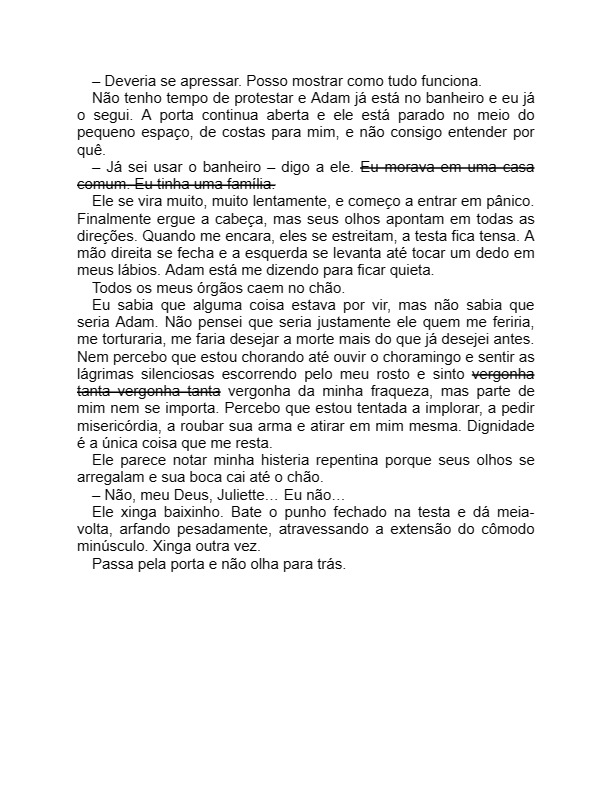 – Deveria se apressar. Posso mostrar como tudo funciona.
Não tenho tempo de protestar e Adam já está no banheiro e eu já
o segui. A porta continua aberta e ele está parado no meio do
pequeno espaço, de costas para mim, e não consigo entender por
quê.
– Já sei usar o banheiro – digo a ele. Eu morava em uma casa
comum. Eu tinha uma família.
Ele se vira muito, muito lentamente, e começo a entrar em pânico.
Finalmente ergue a cabeça, mas seus olhos apontam em todas as
direções. Quando me encara, eles se estreitam, a testa fica tensa. A
mão direita se fecha e a esquerda se levanta até tocar um dedo em
meus lábios. Adam está me dizendo para ficar quieta.
Todos os meus órgãos caem no chão.
Eu sabia que alguma coisa estava por vir, mas não sabia que
seria Adam. Não pensei que seria justamente ele quem me feriria,
me torturaria, me faria desejar a morte mais do que já desejei antes.
Nem percebo que estou chorando até ouvir o choramingo e sentir as
lágrimas silenciosas escorrendo pelo meu rosto e sinto vergonha
tanta vergonha tanta vergonha da minha fraqueza, mas parte de
mim nem se importa. Percebo que estou tentada a implorar, a pedir
misericórdia, a roubar sua arma e atirar em mim mesma. Dignidade
é a única coisa que me resta.
Ele parece notar minha histeria repentina porque seus olhos se
arregalam e sua boca cai até o chão.
– Não, meu Deus, Juliette… Eu não…
Ele xinga baixinho. Bate o punho fechado na testa e dá meia-
volta, arfando pesadamente, atravessando a extensão do cômodo
minúsculo. Xinga outra vez.
Passa pela porta e não olha para trás.